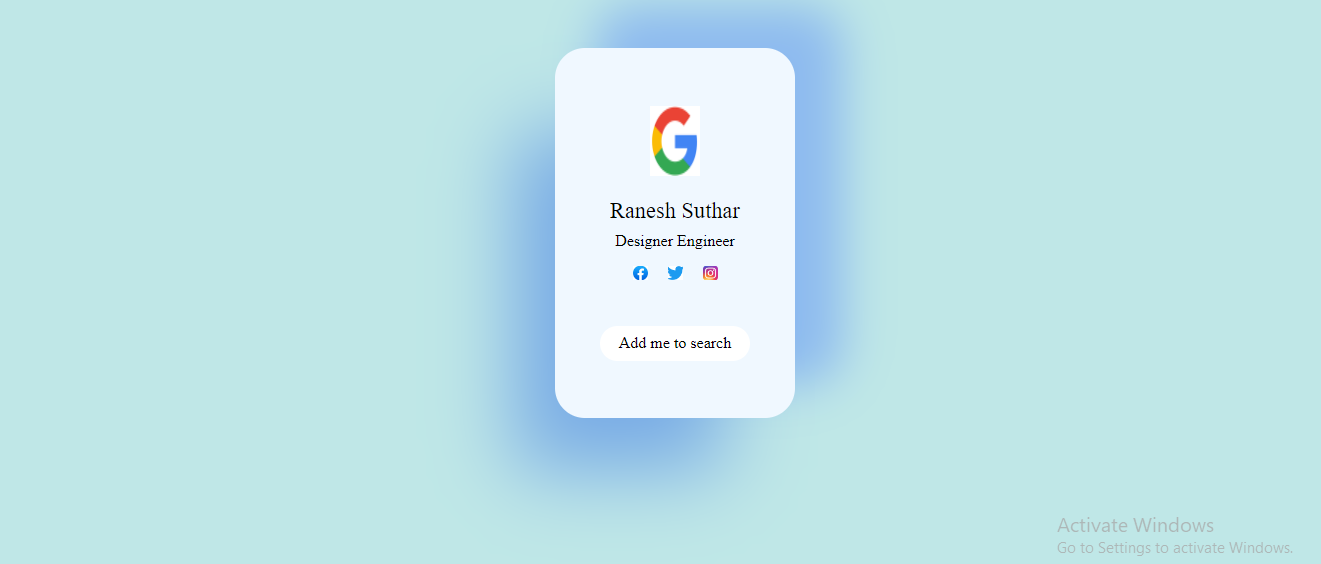 Ranesh Suthar
Designer Engineer
Add me to search
Activate Windows
Go to Settings to activate Windows.